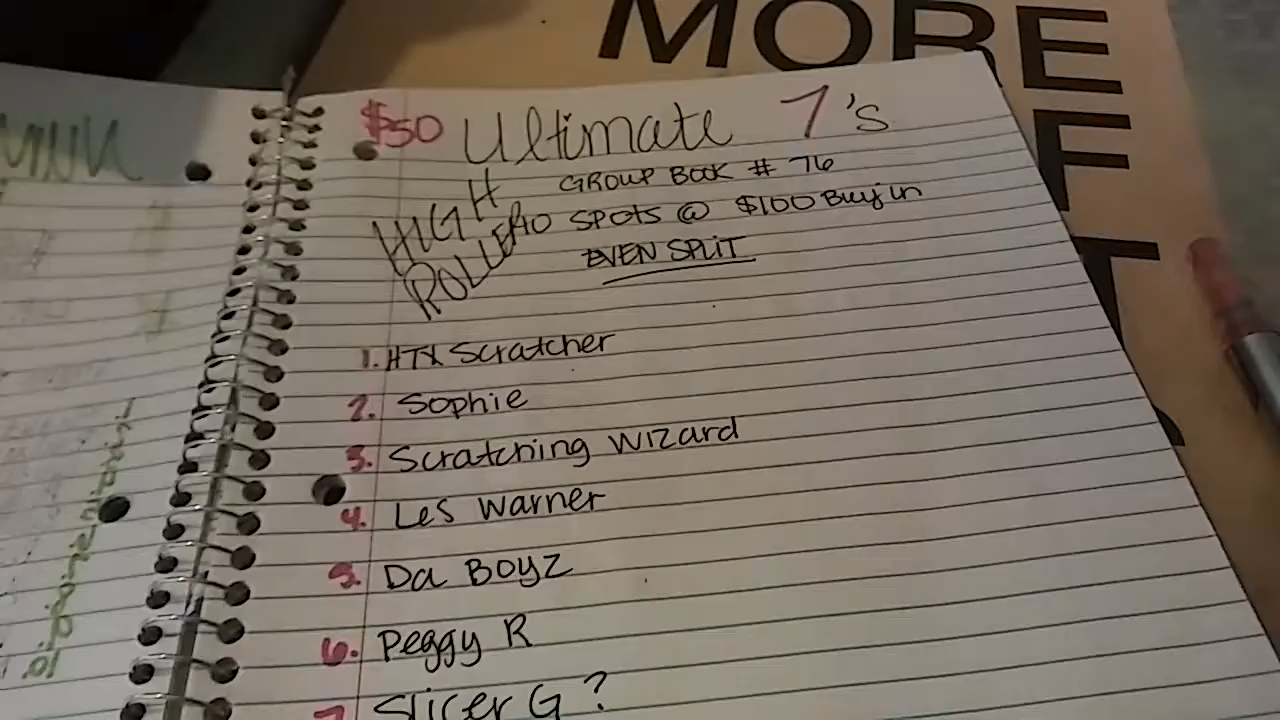 MORE
F
T
$50 Ultimate 7's
HIGH ROLLER
GROUP BOOK # 76
10 SPOTS @ $100 Buy in
EVEN SPLIT
1. HTX Scratcher
2. Sophie
3. Scratching Wizard
4. Les Warner
5. Da Boyz
6. Peggy R
7. Slicer G ?